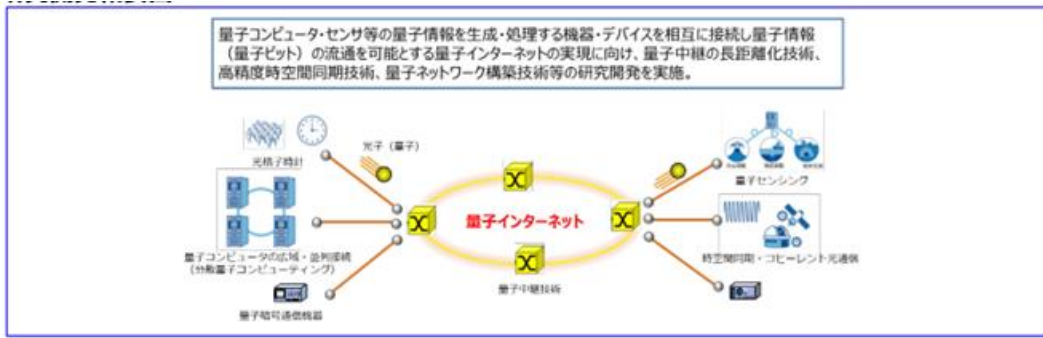 量子コンピュータ・センサ等の量子情報を生成・処理する機器・デバイスを相互に接続し量子情報
（量子ビット）の流通を可能とする量子インターネットの実現に向け、量子中継の長距離化技術、
高精度時空間同期技術、量子ネットワーク構築技術等の研究開発を実施。
光子（量子）
光格子時計
量子センシング
量子インターネット
量子コンピュータの広域・並列接続
（分散量子コンピューティング）
時空間同期・コヒーレント光通信
量子中継技術
量子暗号通信機器